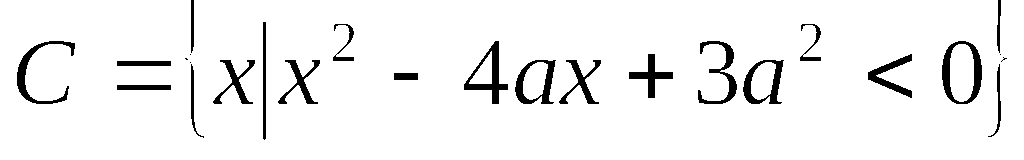 C = {x|x² - 4ax + 3a² < 0}